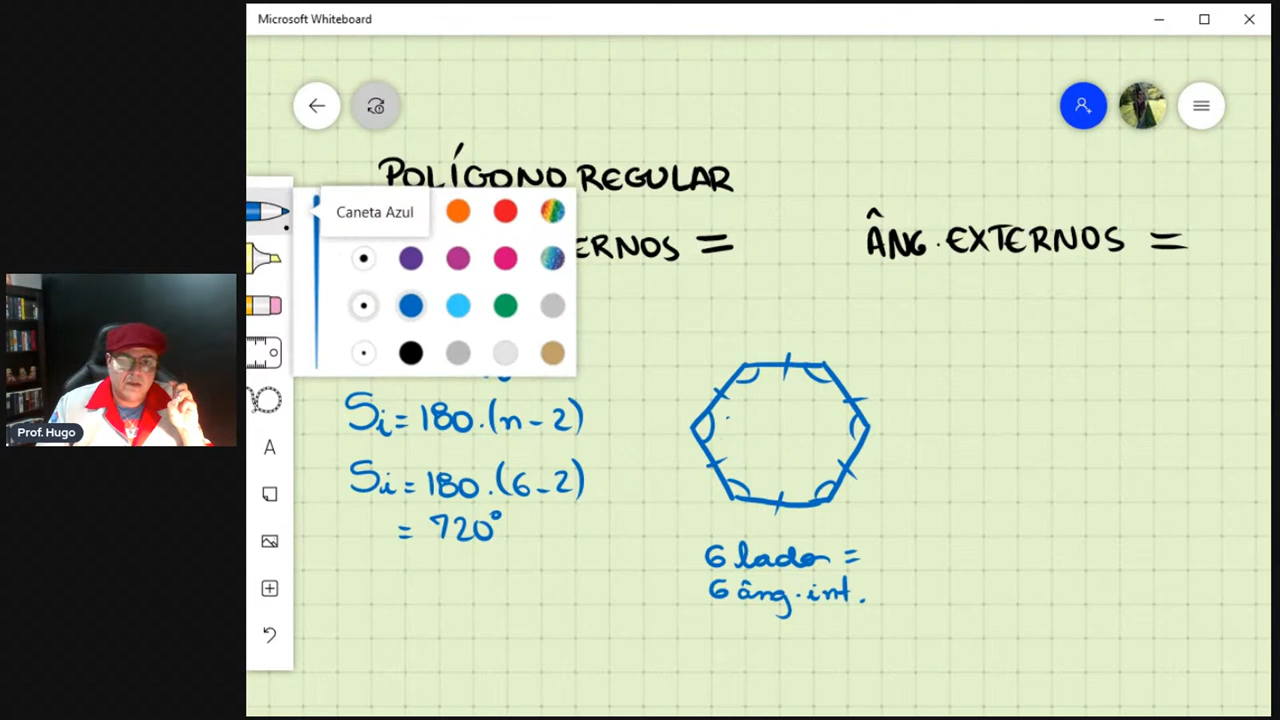 Microsoft Whiteboard
POLÍGONO REGULAR
Caneta Azul
ERNOS =
ÂNG. EXTERNOS =
Si = 180.(n-2)
Si = 180.(6-2)
= 720°
6 lados =
6 âng. int.
A
Prof. Hugo